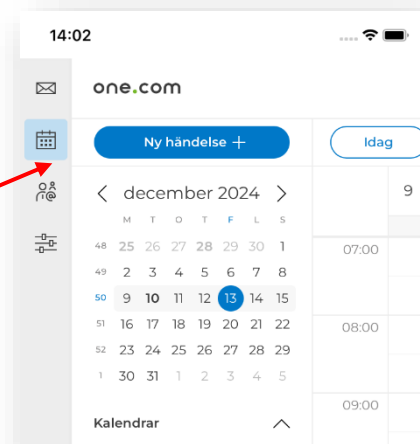 14:02
one.com
Ny händelse +
Idag
december 2024
9
M T O T F L S
48 25 26 27 28 29 30 1
07:00
49 2 3 4 5 6 7 8
50 9 10 11 12 13 14 15
51 16 17 18 19 20 21 22
08:00
52 23 24 25 26 27 28 29
1 30 31 1 2 3 4 5
09:00
Kalendrar